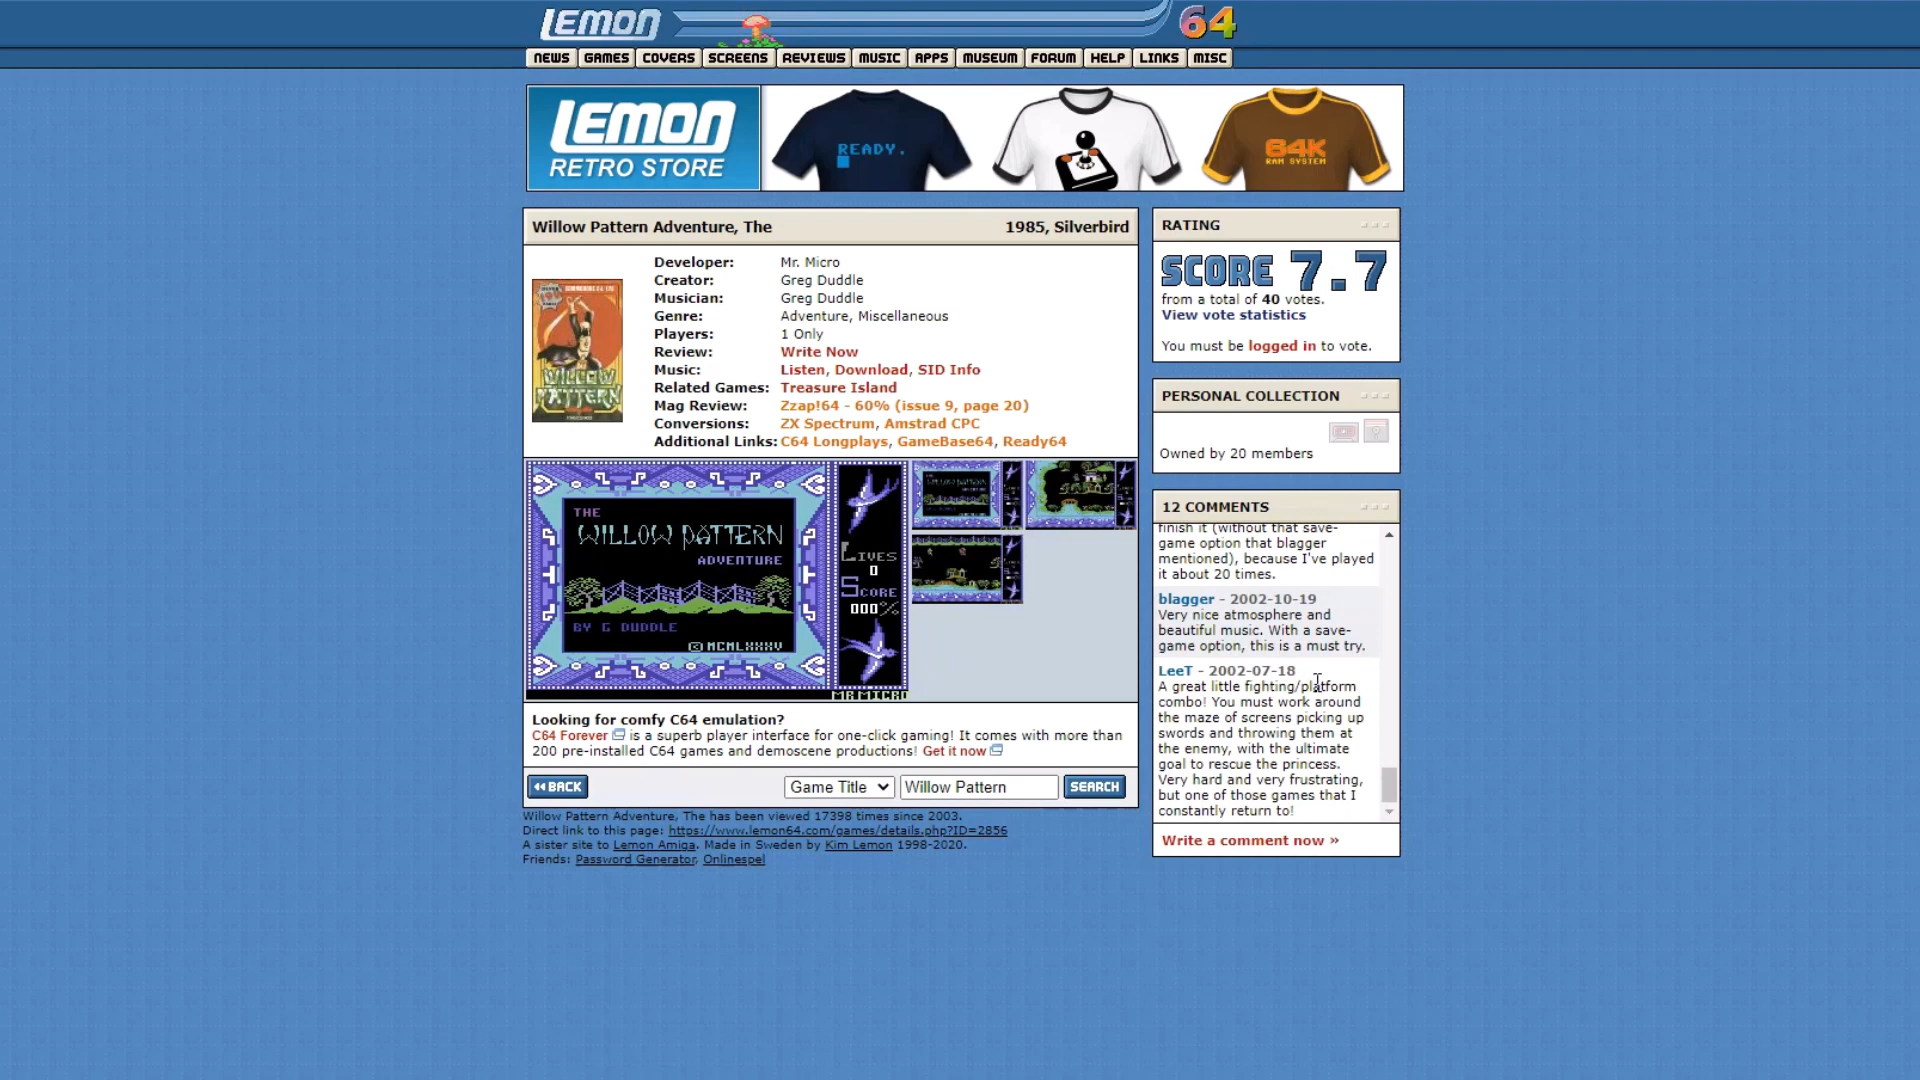 LEMON 64
NEWS GAMES COVERS SCREENS REVIEWS MUSIC APPS MUSEUM FORUM HELP LINKS MISC
LEMON
RETRO STORE
READY.
64K
RAM SYSTEM
Willow Pattern Adventure, The 1985, Silverbird
Developer: Mr. Micro
Creator: Greg Duddle
Musician: Greg Duddle
Genre: Adventure, Miscellaneous
Players: 1 Only
Review: Write Now
Music: Listen, Download, SID Info
Related Games: Treasure Island
Mag Review: Zzap!64 - 60% (issue 9, page 20)
Conversions: ZX Spectrum, Amstrad CPC
Additional Links: C64 Longplays, GameBase64, Ready64
WILLOW
PATTERN
THE
WILLOW PATTERN
ADVENTURE
BY G DUDDLE
© MCMLXXXV
LIVES
0
SCORE
000%
MR MICRO
Looking for comfy C64 emulation?
C64 Forever is a superb player interface for one-click gaming! It comes with more than
200 pre-installed C64 games and demoscene productions! Get it now
BACK Game Title Willow Pattern SEARCH
Willow Pattern Adventure, The has been viewed 17398 times since 2003.
Direct link to this page: https://www.lemon64.com/games/details.php?ID=2856
A sister site to Lemon Amiga. Made in Sweden by Kim Lemon 1998-2020.
Friends: Password Generator, Onlinespel
RATING
SCORE 7.7
from a total of 40 votes.
View vote statistics
You must be logged in to vote.
PERSONAL COLLECTION
Owned by 20 members
12 COMMENTS
finish it (without that save-
game option that blagger
mentioned), because I've played
it about 20 times.
blagger - 2002-10-19
Very nice atmosphere and
beautiful music. With a save-
game option, this is a must try.
LeeT - 2002-07-18
A great little fighting/platform
combo! You must work around
the maze of screens picking up
swords and throwing them at
the enemy, with the ultimate
goal to rescue the princess.
Very hard and very frustrating,
but one of those games that I
constantly return to!
Write a comment now »